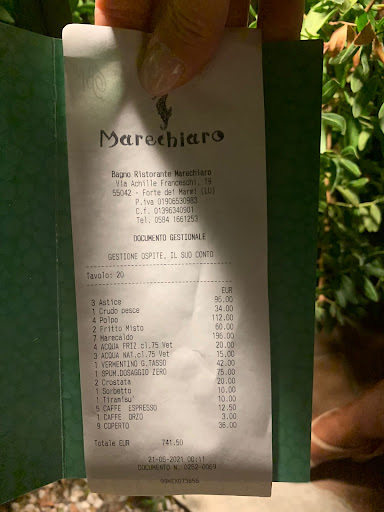 Marechiaro
Bagno Ristorante Marechiaro
Via Achille Franceschi, 19
55042 - Forte dei Marmi (LU)
P.iva 01906530983
C.f. 01396340901
Tel. 0584 1661253
DOCUMENTO GESTIONALE
GESTIONE OSPITE, IL SUO CONTO
Tavolo: 20
EUR
3 Astice 96.00
1 Crudo pesce 34.00
4 Polpo 112.00
2 Fritto Misto 60.00
7 Marecaldo 196.00
4 ACQUA FRIZ.cl.75 Vet 20.00
3 ACQUA NAT.cl.75 Vet 15.00
1 VERMENTINO G.TASSO 42.00
1 SPUM.DOSAGGIO ZERO 75.00
2 Crostata 20.00
1 Sorbetto 10.00
1 Tiramisu' 10.00
5 CAFFE' ESPRESSO 12.50
1 CAFFE' ORZO 3.00
9 COPERTO 36.00
Totale EUR 741.50
21-06-2021 00:11
DOCUMENTO N. 0252-0069
99MEX015656